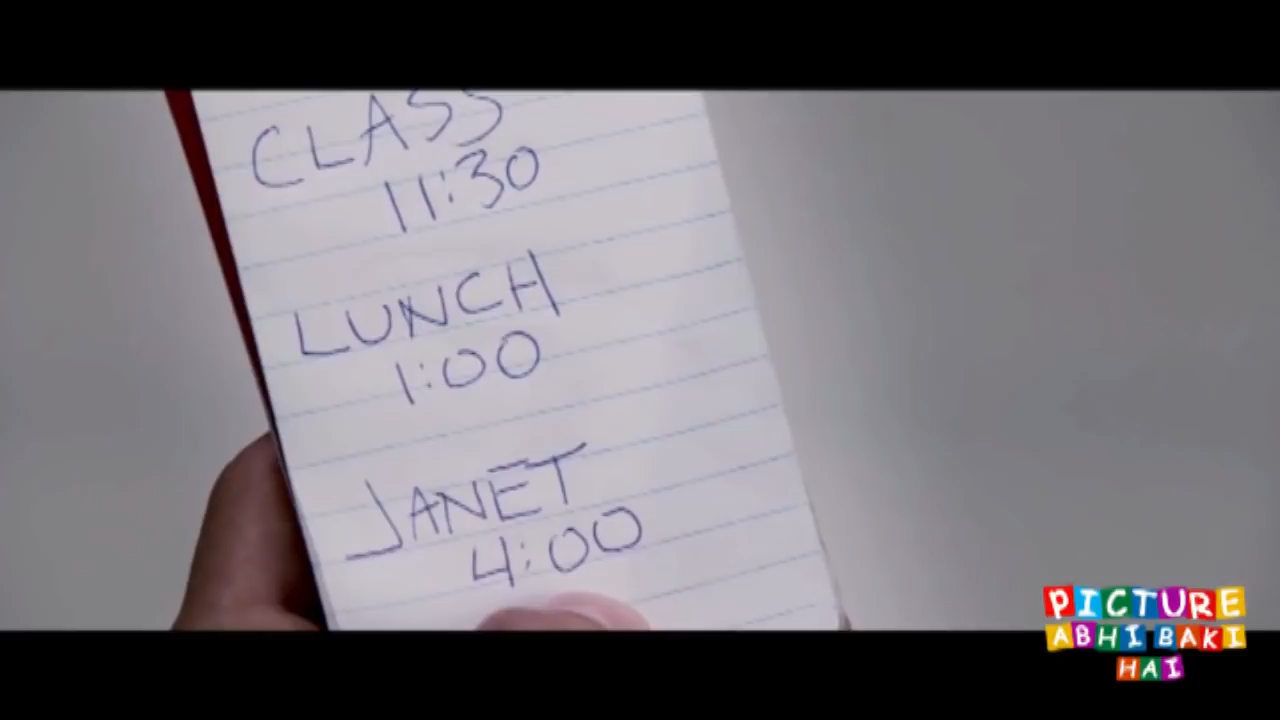 CLASS
11:30
LUNCH
1:00
JANET
4:00
PICTURE
ABHI BAKI
HAI